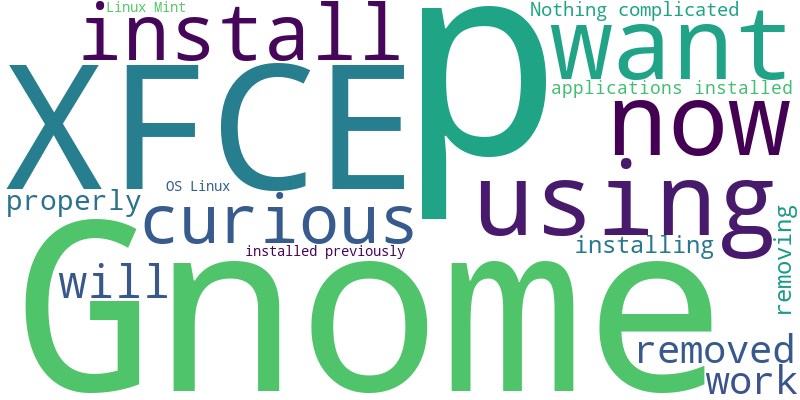 Linux Mint
install
p
Nothing complicated
want
XFCE
applications installed
now
OS Linux
properly
curious
using
installed previously
installing
removing
Gnome
will
removed
work